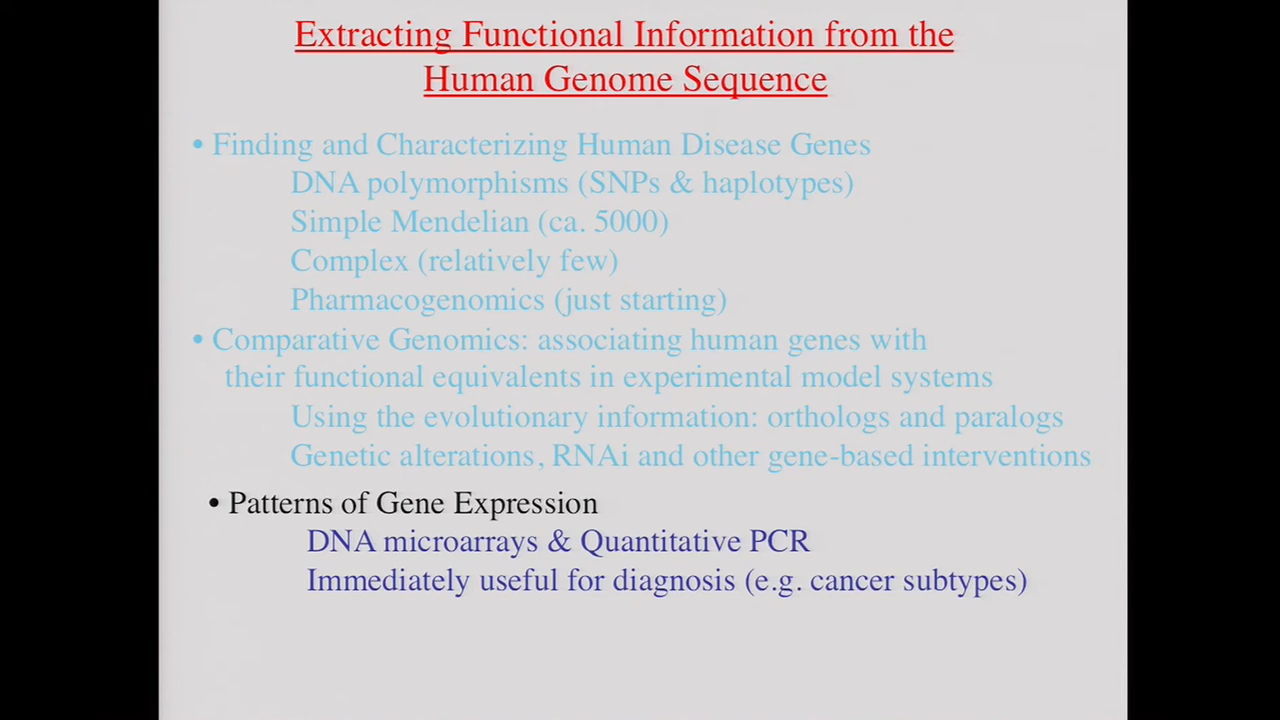 Extracting Functional Information from the
Human Genome Sequence
• Finding and Characterizing Human Disease Genes
DNA polymorphisms (SNPs & haplotypes)
Simple Mendelian (ca. 5000)
Complex (relatively few)
Pharmacogenomics (just starting)
• Comparative Genomics: associating human genes with
their functional equivalents in experimental model systems
Using the evolutionary information: orthologs and paralogs
Genetic alterations, RNAi and other gene-based interventions
• Patterns of Gene Expression
DNA microarrays & Quantitative PCR
Immediately useful for diagnosis (e.g. cancer subtypes)